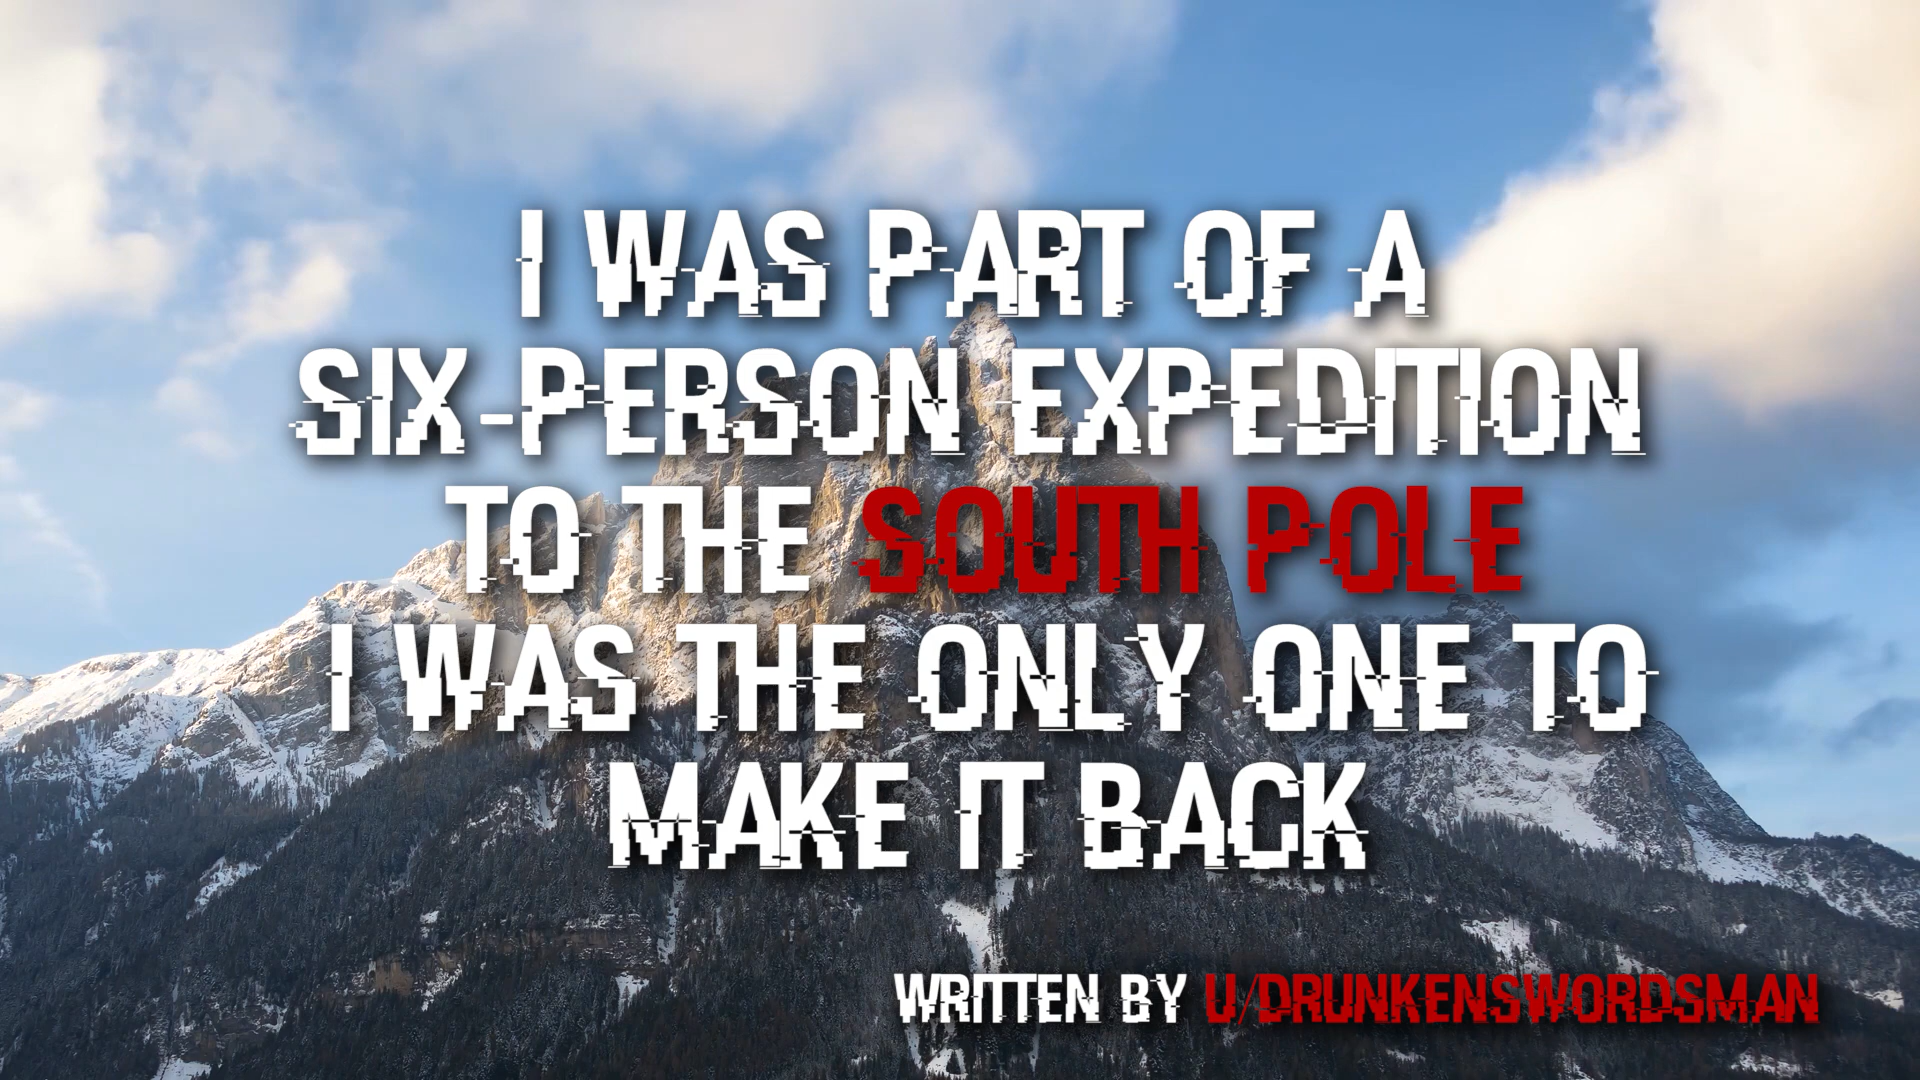 I WAS PART OF A
SIX-PERSON EXPEDITION
TO THE SOUTH POLE
I WAS THE ONLY ONE TO
MAKE IT BACK
WRITTEN BY U/DRUNKENSWORDSMAN